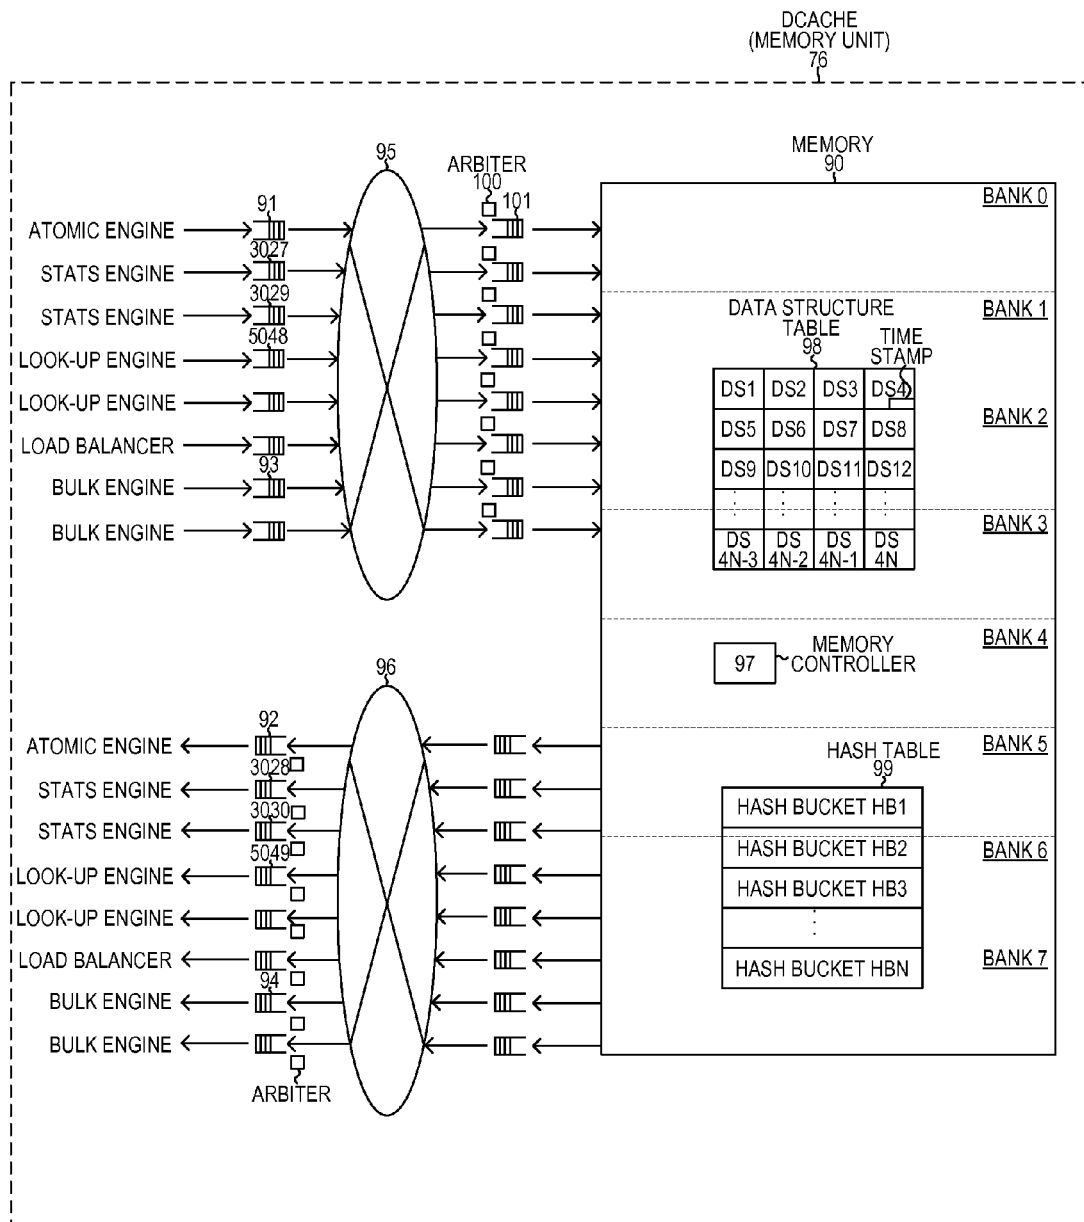 DCACHE
(MEMORY UNIT)
76
MEMORY
90
95
ARBITER
100
101
BANK 0
91
ATOMIC ENGINE
3027
STATS ENGINE
3029
STATS ENGINE
5048
LOOK-UP ENGINE
LOOK-UP ENGINE
LOAD BALANCER
93
BULK ENGINE
BULK ENGINE
BANK 1
DATA STRUCTURE
TABLE
98
TIME
STAMP
DS1 DS2 DS3 DS4
BANK 2
DS5 DS6 DS7 DS8
DS9 DS10 DS11 DS12
BANK 3
DS DS DS DS
4N-3 4N-2 4N-1 4N
BANK 4
97
MEMORY
CONTROLLER
96
92
ATOMIC ENGINE
3028
STATS ENGINE
3030
STATS ENGINE
5049
LOOK-UP ENGINE
LOOK-UP ENGINE
LOAD BALANCER
94
BULK ENGINE
BULK ENGINE
ARBITER
BANK 5
HASH TABLE
99
HASH BUCKET HB1
HASH BUCKET HB2
BANK 6
HASH BUCKET HB3
HASH BUCKET HBN
BANK 7